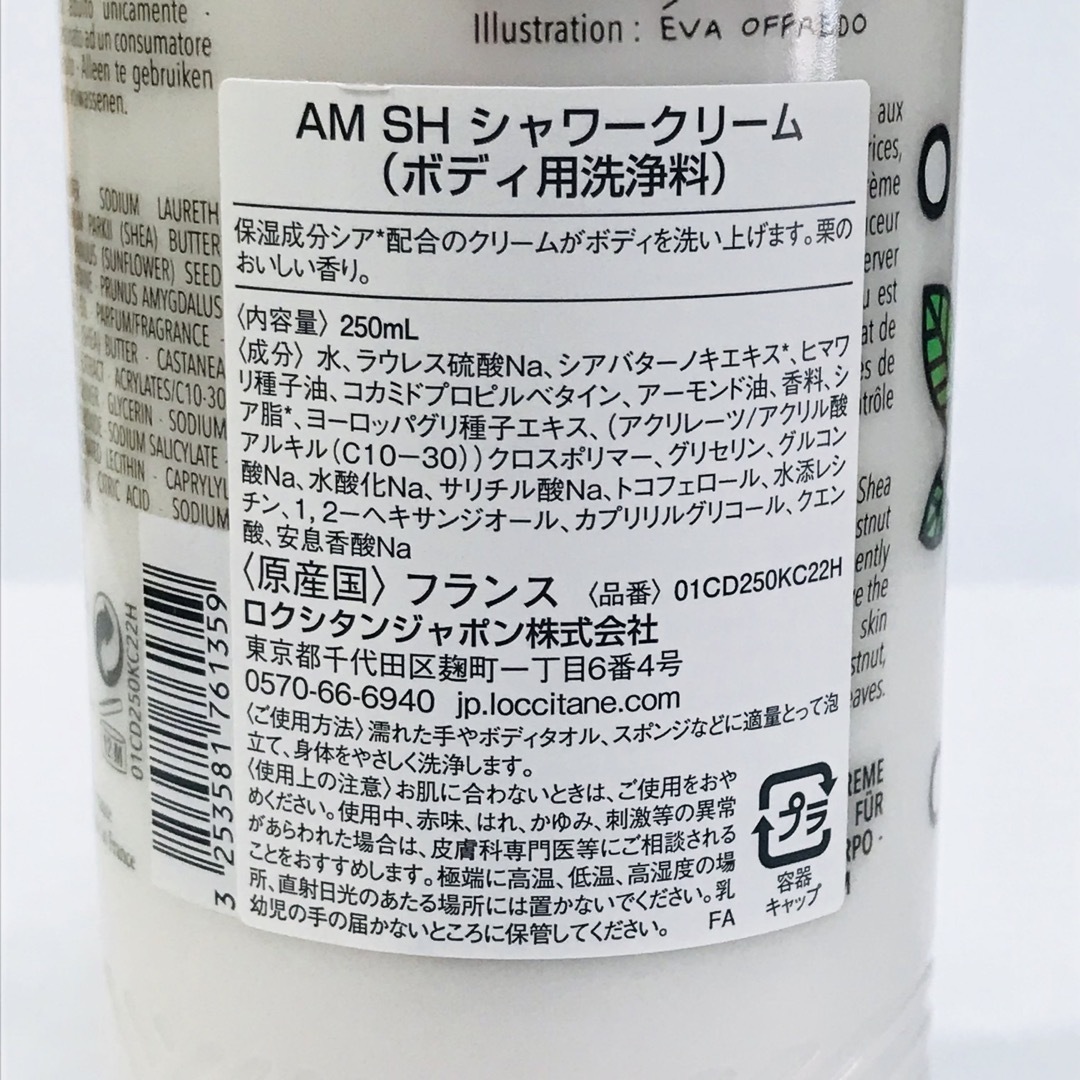 adulto unicamente ·
ad un consumatore
· Alleen te gebruiken
Illustration : ÉVA OFFREDO
AM SH シャワークリーム
（ボディ用洗浄料）
保湿成分シア*配合のクリームがボディを洗い上げます。栗の
おいしい香り。
〈内容量〉 250mL
〈成分〉 水、ラウレス硫酸Na、シアバターノキエキス*、ヒマワ
リ種子油、コカミドプロピルベタイン、アーモンド油、香料、シ
ア脂*、ヨーロッパグリ種子エキス、（アクリレーツ/アクリル酸
アルキル（C10－30））クロスポリマー、グリセリン、グルコン
酸Na、水酸化Na、サリチル酸Na、トコフェロール、水添レシ
チン、1，2－ヘキサンジオール、カプリリルグリコール、クエン
酸、安息香酸Na
〈原産国〉 フランス 〈品番〉 01CD250KC22H
ロクシタンジャポン株式会社
東京都千代田区麹町一丁目6番4号
0570-66-6940 jp.loccitane.com
〈ご使用方法〉 濡れた手やボディタオル、スポンジなどに適量とって泡
立て、身体をやさしく洗浄します。
〈使用上の注意〉 お肌に合わないときは、ご使用をおや
めください。使用中、赤味、はれ、かゆみ、刺激等の異常
があらわれた場合は、皮膚科専門医等にご相談される
ことをおすすめします。極端に高温、低温、高湿度の場
所、直射日光のあたる場所には置かないでください。乳
幼児の手の届かないところに保管してください。 FA
プラ
容器
キャップ
SODIUM LAURETH
PARKII (SHEA) BUTTER
(SUNFLOWER) SEED
PRUNUS AMYGDALUS
PARFUM/FRAGRANCE ·
BUTTER · CASTANEA
· ACRYLATES/C10-30
GLYCERIN · SODIUM
SODIUM SALICYLATE ·
LECITHIN · CAPRYLYL
CITRIC ACID · SODIUM
01CD250KC22H
3 253581 761359
aux
est
de
de
Shea
the
skin
FÜR